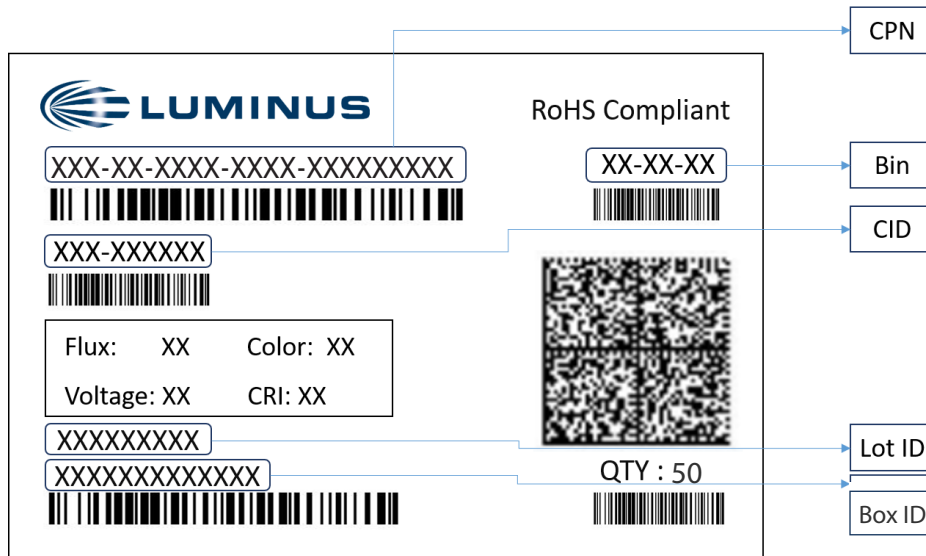 CPN
LUMINUS
RoHS Compliant
XXX-XX-XXXX-XXXX-XXXXXXXXX
XX-XX-XX
Bin
XXX-XXXXXX
CID
Flux: XX Color: XX
Voltage: XX CRI: XX
XXXXXXXXX
Lot ID
XXXXXXXXXXXXX
QTY : 50
Box ID